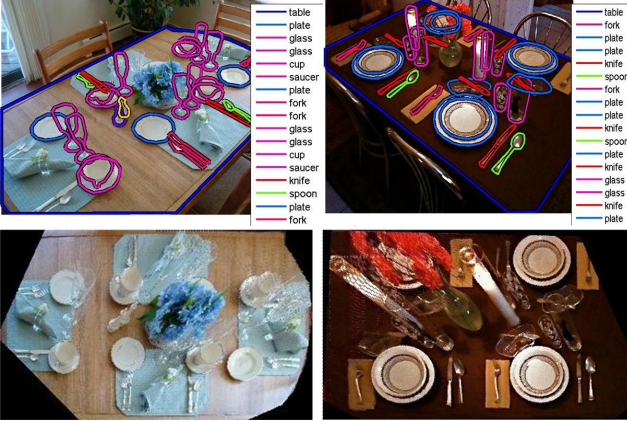 table
plate
glass
glass
cup
saucer
plate
fork
fork
glass
glass
cup
saucer
knife
spoon
plate
fork
table
fork
plate
plate
knife
spoon
fork
plate
plate
knife
spoon
plate
knife
glass
glass
knife
plate